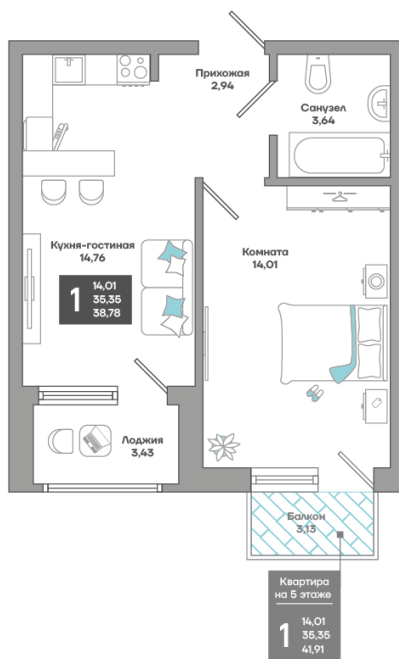 Прихожая
2,94
Санузел
3,64
Кухня-гостиная
14,76
1
14,01
35,35
38,78
Комната
14,01
Лоджия
3,43
Балкон
3,13
Квартира
на 5 этаже
1
14,01
35,35
41,91